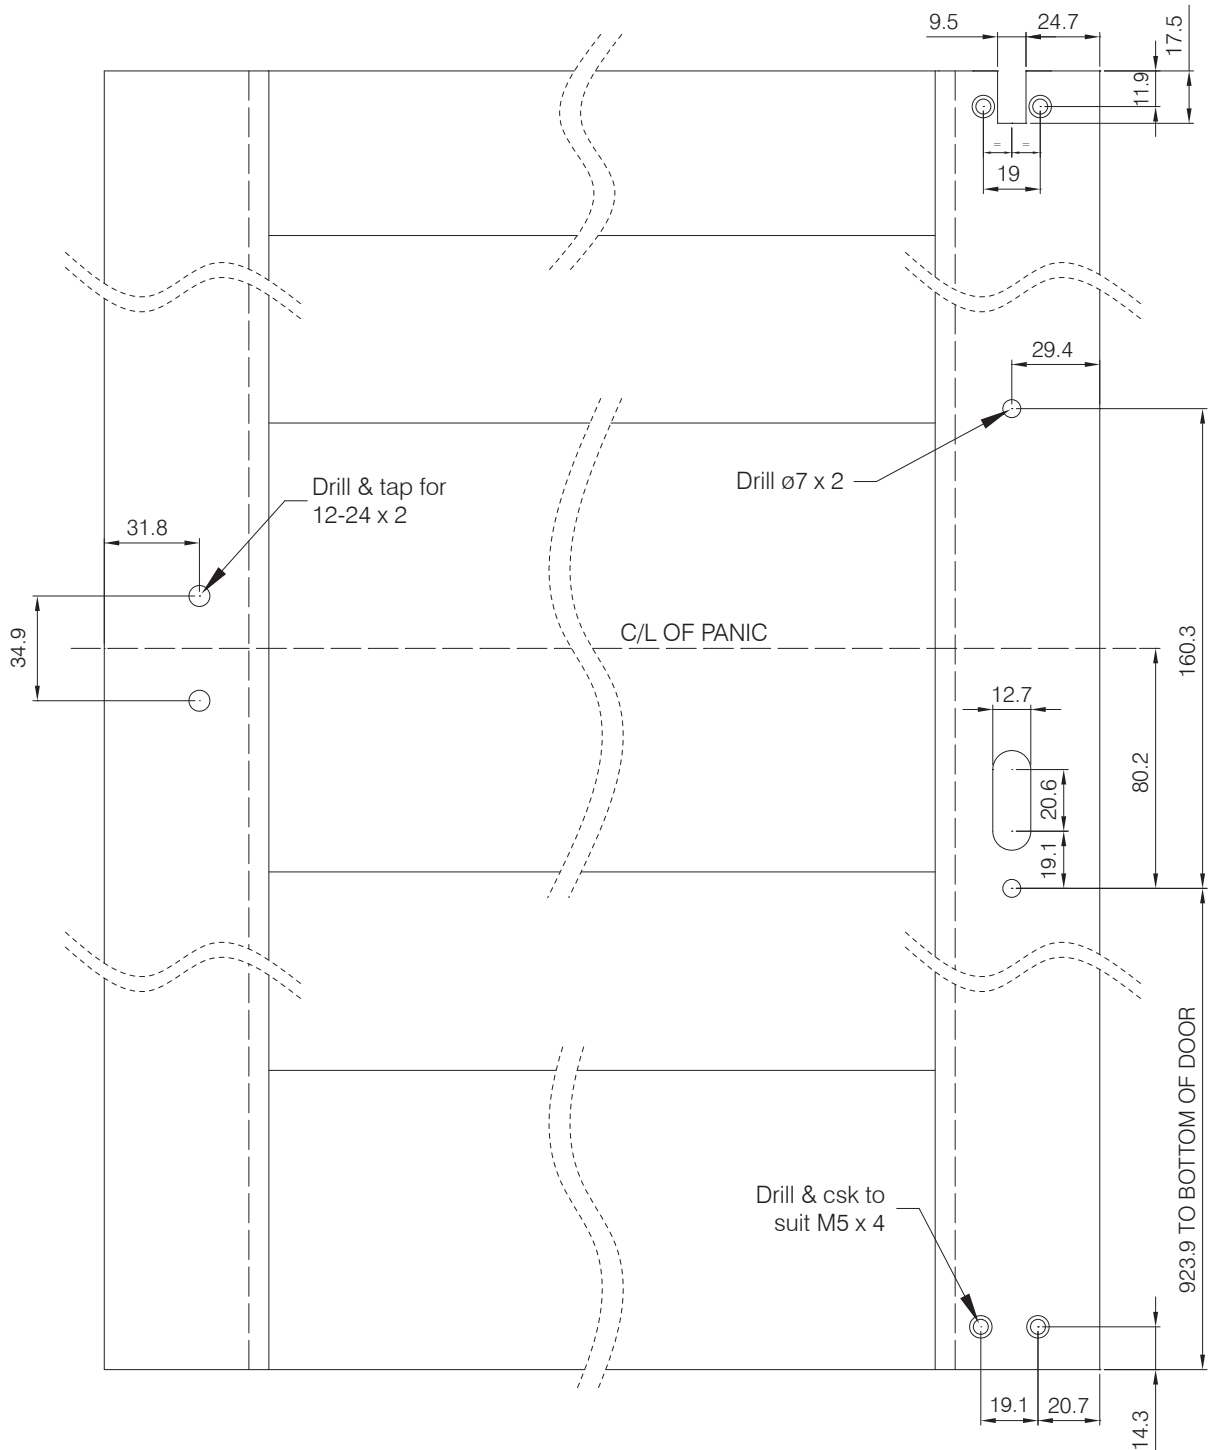 9.5
24.7
17.5
11.9
= =
19
29.4
Drill & tap for
12-24 x 2
Drill ø7 x 2
31.8
34.9
C/L OF PANIC
160.3
12.7
80.2
20.6
19.1
923.9 TO BOTTOM OF DOOR
Drill & csk to
suit M5 x 4
19.1
20.7
14.3